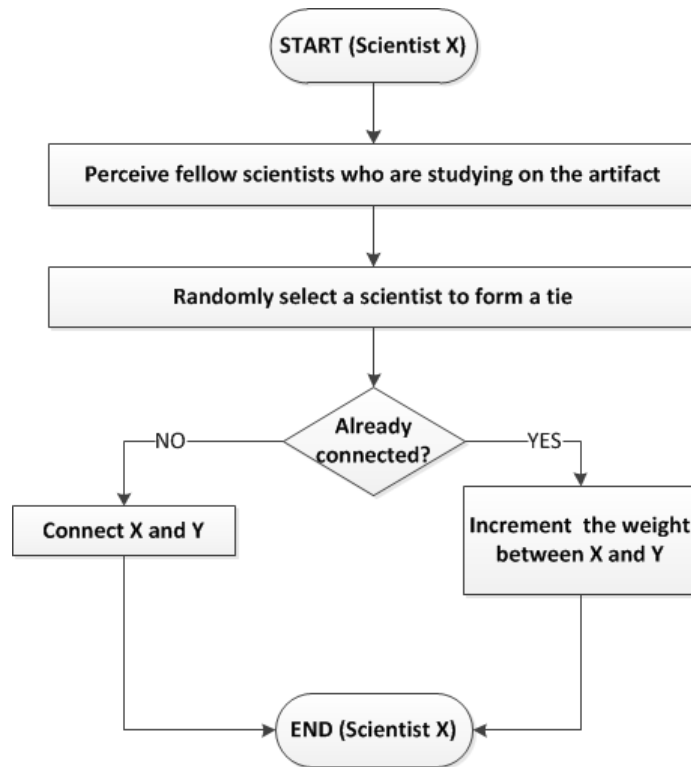 START (Scientist X)
Perceive fellow scientists who are studying on the artifact
Randomly select a scientist to form a tie
Already
connected?
NO
YES
Connect X and Y
Increment the weight
between X and Y
END (Scientist X)